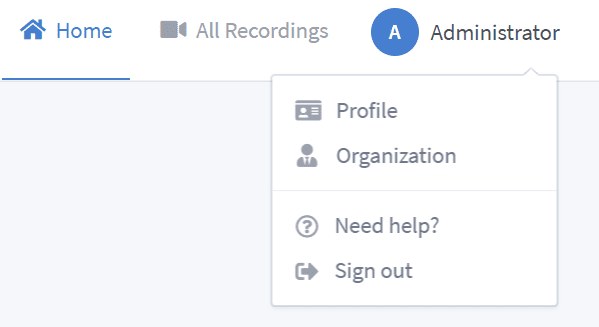 Home All Recordings A Administrator
Profile
Organization
Need help?
Sign out